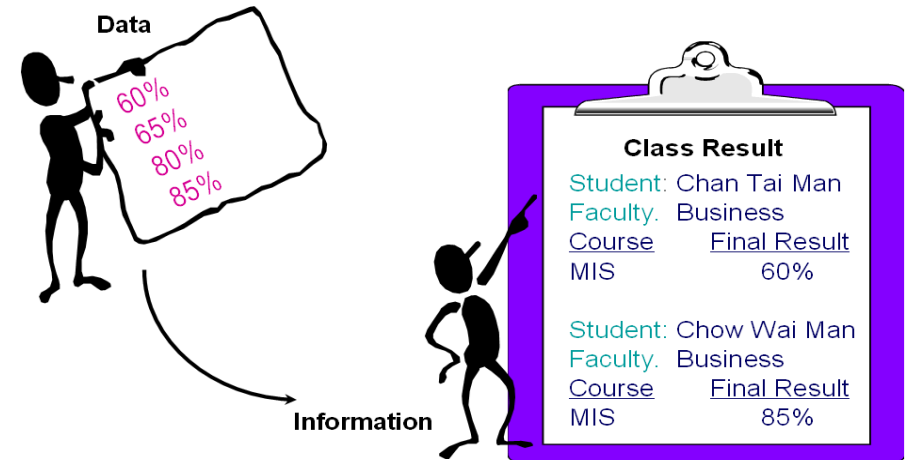 Data
60%
65%
80%
85%
Information
Class Result
Student: Chan Tai Man
Faculty. Business
Course Final Result
MIS 60%
Student: Chow Wai Man
Faculty. Business
Course Final Result
MIS 85%